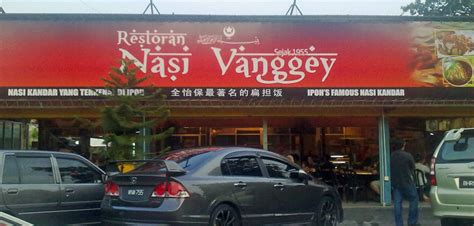 Restoran
Nasi Vanggey
Sejak 1955
NASI KANDAR YANG TERKENAL DI IPOH
全怡保最著名的扁担饭
IPOH'S FAMOUS NASI KANDAR
755